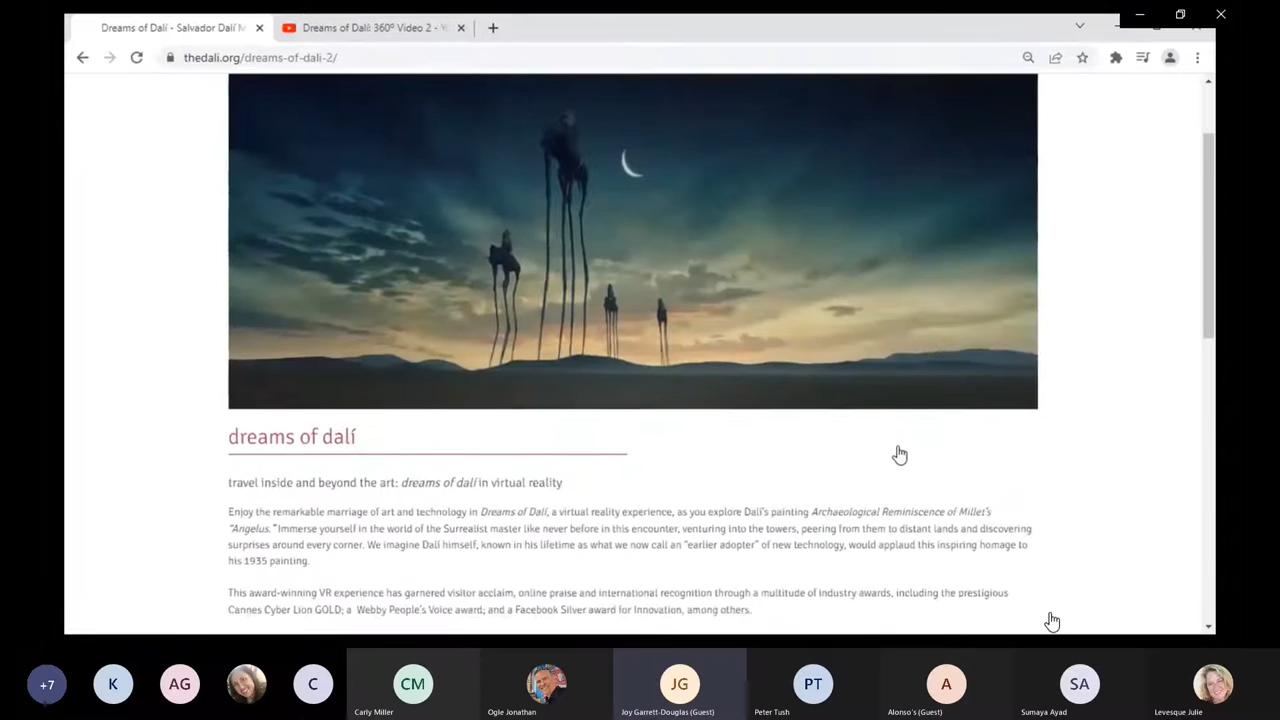 Dreams of Dalí - Salvador Dalí M
Dreams of Dalí: 360º Video 2 - Y
thedali.org/dreams-of-dali-2/
dreams of dalí
travel inside and beyond the art: dreams of dalí in virtual reality
Enjoy the remarkable marriage of art and technology in Dreams of Dalí, a virtual reality experience, as you explore Dalí's painting Archaeological Reminiscence of Millet's
"Angelus." Immerse yourself in the world of the Surrealist master like never before in this encounter, venturing into the towers, peering from them to distant lands and discovering
surprises around every corner. We imagine Dalí himself, known in his lifetime as what we now call an "earlier adopter" of new technology, would applaud this inspiring homage to
his 1935 painting.
This award-winning VR experience has garnered visitor acclaim, online praise and international recognition through a multitude of industry awards, including the prestigious
Cannes Cyber Lion GOLD; a Webby People's Voice award; and a Facebook Silver award for Innovation, among others.
+7
K
AG
C
CM
JG
PT
A
SA
Carly Miller
Ogle Jonathan
Joy Garrett-Douglas (Guest)
Peter Tush
Alonso's (Guest)
Sumaya Ayad
Levesque Julie